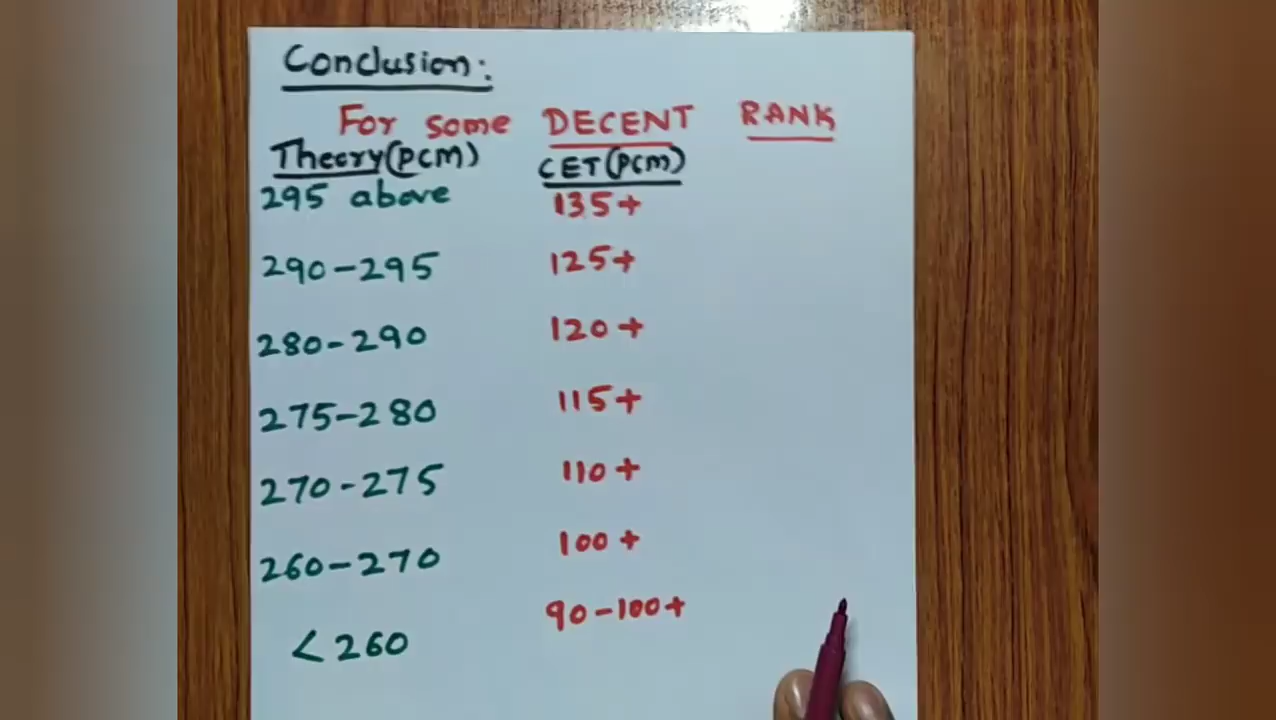 Conclusion:
For some DECENT RANK
Theory(PCM) CET(PCM)
295 above 135+
290-295 125+
280-290 120+
275-280 115+
270-275 110+
260-270 100+
<260 90-100+